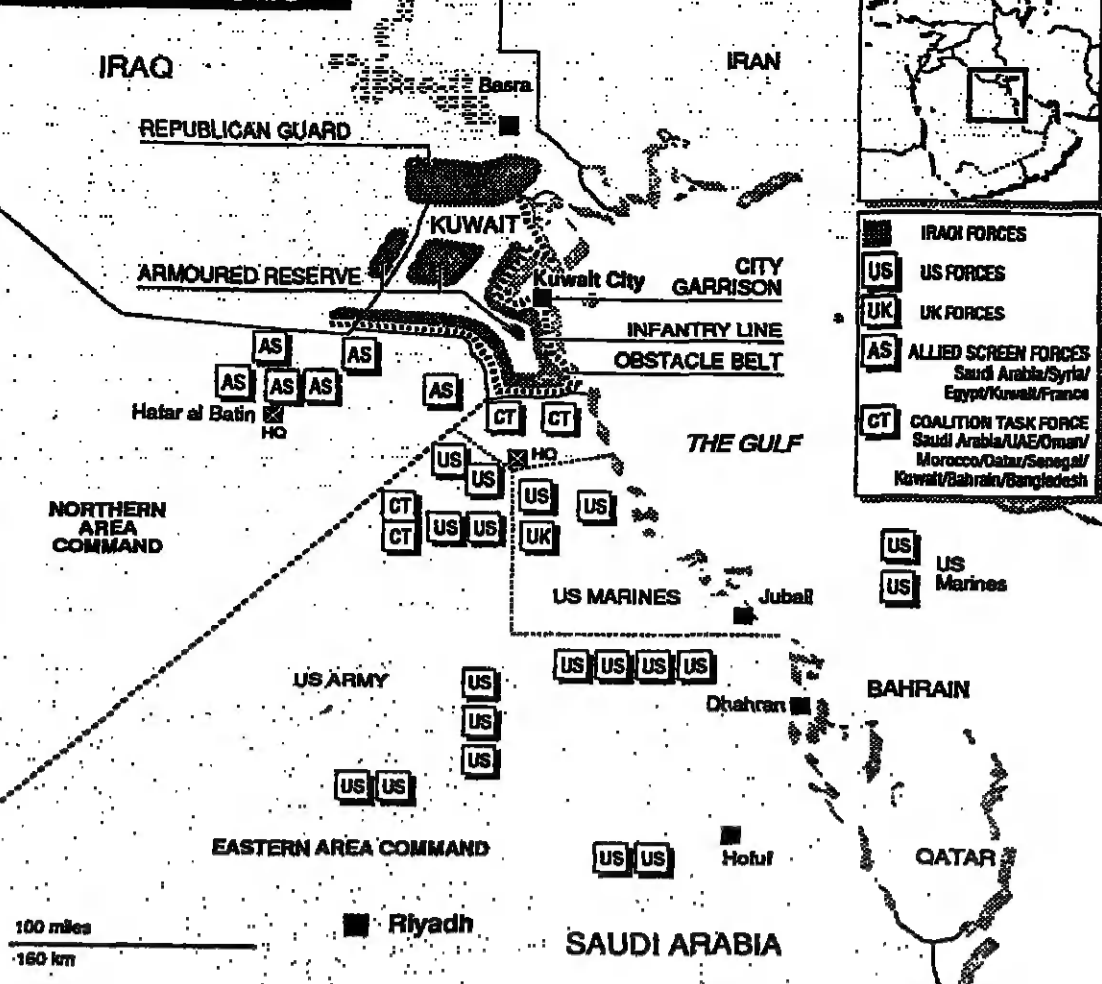 IRAQ
IRAN
Basra
REPUBLICAN GUARD
KUWAIT
ARMOURED RESERVE
Kuwait City
CITY
GARRISON
INFANTRY LINE
OBSTACLE BELT
IRAQI FORCES
US US FORCES
UK UK FORCES
AS ALLIED SCREEN FORCES
Saudi Arabia/Syria/
Egypt/Kuwait/France
CT COALITION TASK FORCE
Saudi Arabia/UAE/Oman/
Morocco/Qatar/Senegal/
Kuwait/Bahrain/Bangladesh
AS
AS
AS AS AS
AS
Hafar al Batin
HQ
CT CT
THE GULF
HQ
US
US
US
US
CT
CT
US US
UK
NORTHERN
AREA
COMMAND
US
US
US
Marines
US MARINES
Jubail
US ARMY
US US US US
US
US
US
Dhahran
BAHRAIN
US US
EASTERN AREA COMMAND
US US
Hofuf
QATAR
100 miles
160 km
Riyadh
SAUDI ARABIA